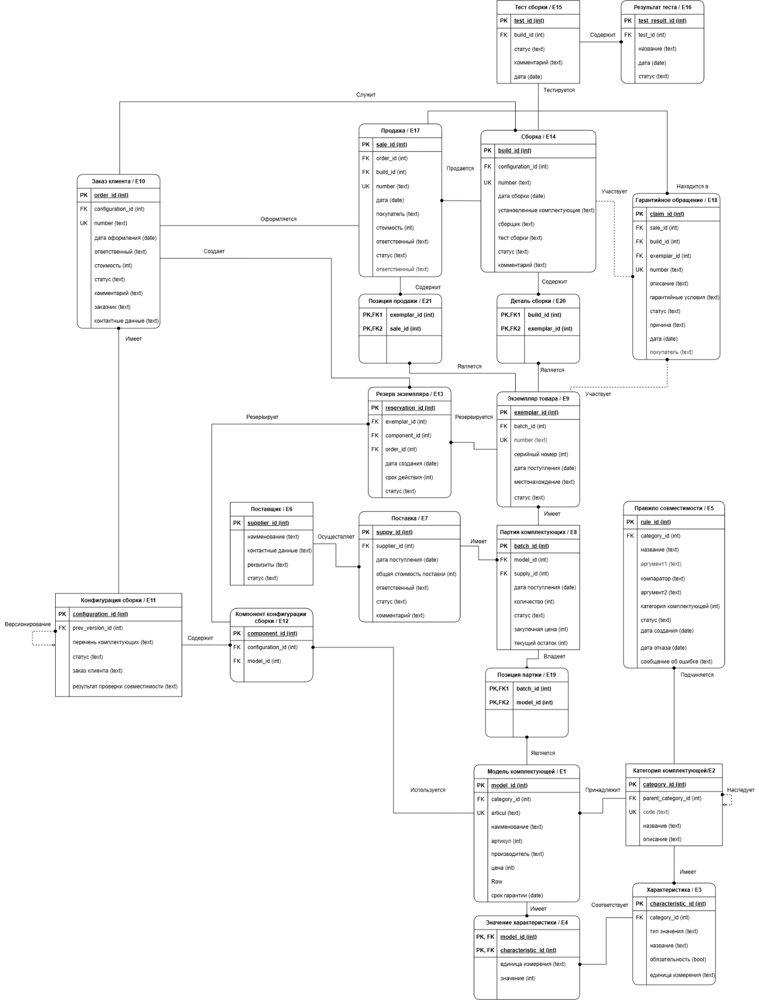 Тест сборки / E15
PK test_id (int)
FK build_id (int)
статус (text)
комментарий (text)
дата (date)
Содержит
Результат теста / E16
PK test_result_id (int)
FK test_id (int)
название (text)
дата (date)
статус (text)
Тестируется
Служит
Продажа / E17
PK sale_id (int)
FK order_id (int)
FK build_id (int)
UK number (text)
дата (date)
покупатель (text)
стоимость (int)
ответственный (text)
статус (text)
ответственный (text)
Продается
Сборка / E14
PK build_id (int)
FK configuration_id (int)
UK number (text)
дата сборки (date)
установленные комплектующие (text)
сборщик (text)
тест сборки (text)
статус (text)
комментарий (text)
Участвует
Находится в
Гарантийное обращение / E18
PK claim_id (int)
FK sale_id (int)
FK build_id (int)
FK exemplar_id (int)
UK number (text)
описание (text)
гарантийные условия (text)
статус (text)
причина (text)
дата (date)
покупатель (text)
Заказ клиента / E10
PK order_id (int)
FK configuration_id (int)
UK number (text)
дата оформления (date)
ответственный (text)
стоимость (int)
статус (text)
комментарий (text)
заказчик (text)
контактные данные (text)
Оформляется
Создает
Имеет
Содержит
Содержит
Позиция продажи / E21
PK,FK1 exemplar_id (int)
PK,FK2 sale_id (int)
Деталь сборки / E20
PK,FK1 build_id (int)
PK,FK2 exemplar_id (int)
Является
Является
Участвует
Резерв экземпляра / E13
PK reservation_id (int)
FK exemplar_id (int)
FK component_id (int)
FK order_id (int)
дата создания (date)
срок действия (int)
статус (text)
Резервирует
Резервируется
Экземпляр товара / E9
PK exemplar_id (int)
FK batch_id (int)
UK number (text)
серийный номер (int)
дата поступления (date)
местонахождение (text)
статус (text)
Имеет
Поставщик / E6
PK supplier_id (int)
наименование (text)
контактные данные (text)
реквизиты (text)
статус (text)
Осуществляет
Поставка / E7
PK suppy_id (int)
FK supplier_id (int)
дата поступления (date)
общая стоимость поставки (int)
ответственный (text)
статус (text)
комментарий (text)
Имеет
Партия комплектующих / E8
PK batch_id (int)
FK model_id (int)
FK supply_id (int)
дата поступления (date)
количество (int)
статус (text)
закупочная цена (int)
текущий остаток (int)
Правило совместимости / E5
PK rule_id (int)
FK category_id (int)
название (text)
аргумент1 (text)
компаратор (text)
аргумент2 (text)
категория комплектующей (int)
статус (text)
дата создания (date)
дата отказа (date)
сообщение об ошибке (text)
Подчиняется
Конфигурация сборки / E11
PK configuration_id (int)
FK prev_version_id (int)
перечень комплектующих (text)
статус (text)
заказ клиента (text)
результат проверки совместимости (text)
Версионирование
Содержит
Компонент конфигурации
сборки / E12
PK component_id (int)
FK configuration_id (int)
FK model_id (int)
Владеет
Позиция партии / E19
PK,FK1 batch_id (int)
PK,FK2 model_id (int)
Является
Используется
Модель комплектующей / E1
PK model_id (int)
FK category_id (int)
UK articul (text)
наименование (text)
артикул (int)
производитель (text)
цена (int)
Row
срок гарантии (date)
Принадлежит
Категория комплектующей/E2
PK category_id (int)
FK parent_category_id (int)
UK code (text)
название (text)
описание (text)
Наследует
Имеет
Имеет
Соответствует
Характеристика / E3
PK characteristic_id (int)
FK category_id (int)
тип значения (text)
название (text)
обязательность (bool)
единица измерения (text)
Значение характеристики / E4
PK, FK model_id (int)
PK, FK characteristic_id (int)
единица измерения (text)
значение (int)